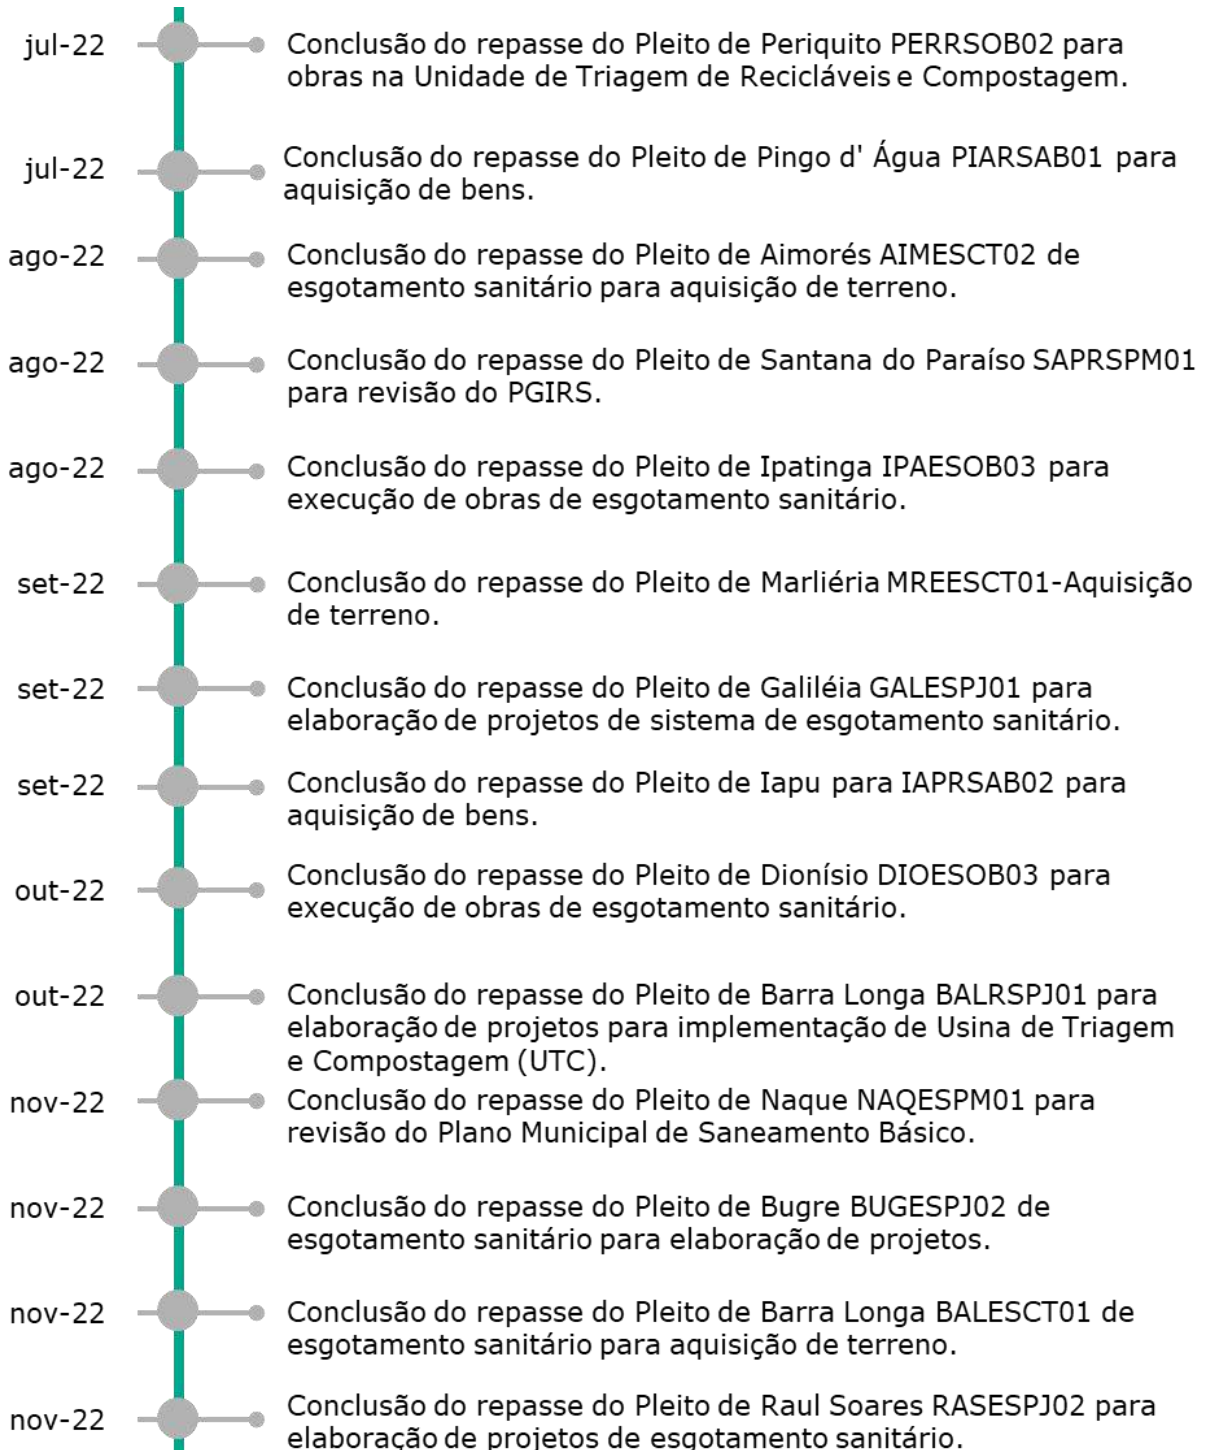 jul-22
Conclusão do repasse do Pleito de Periquito PERRSOB02 para
obras na Unidade de Triagem de Recicláveis e Compostagem.
jul-22
Conclusão do repasse do Pleito de Pingo d' Água PIARSAB01 para
aquisição de bens.
ago-22
Conclusão do repasse do Pleito de Aimorés AIMESCT02 de
esgotamento sanitário para aquisição de terreno.
ago-22
Conclusão do repasse do Pleito de Santana do Paraíso SAPRSPM01
para revisão do PGIRS.
ago-22
Conclusão do repasse do Pleito de Ipatinga IPAESOB03 para
execução de obras de esgotamento sanitário.
set-22
Conclusão do repasse do Pleito de Marliéria MREESCT01-Aquisição
de terreno.
set-22
Conclusão do repasse do Pleito de Galiléia GALESPJ01 para
elaboração de projetos de sistema de esgotamento sanitário.
set-22
Conclusão do repasse do Pleito de Iapu para IAPRSAB02 para
aquisição de bens.
out-22
Conclusão do repasse do Pleito de Dionísio DIOESOB03 para
execução de obras de esgotamento sanitário.
out-22
Conclusão do repasse do Pleito de Barra Longa BALRSPJ01 para
elaboração de projetos para implementação de Usina de Triagem
e Compostagem (UTC).
nov-22
Conclusão do repasse do Pleito de Naque NAQESPM01 para
revisão do Plano Municipal de Saneamento Básico.
nov-22
Conclusão do repasse do Pleito de Bugre BUGESPJ02 de
esgotamento sanitário para elaboração de projetos.
nov-22
Conclusão do repasse do Pleito de Barra Longa BALESCT01 de
esgotamento sanitário para aquisição de terreno.
nov-22
Conclusão do repasse do Pleito de Raul Soares RASESPJ02 para
elaboração de projetos de esgotamento sanitário.